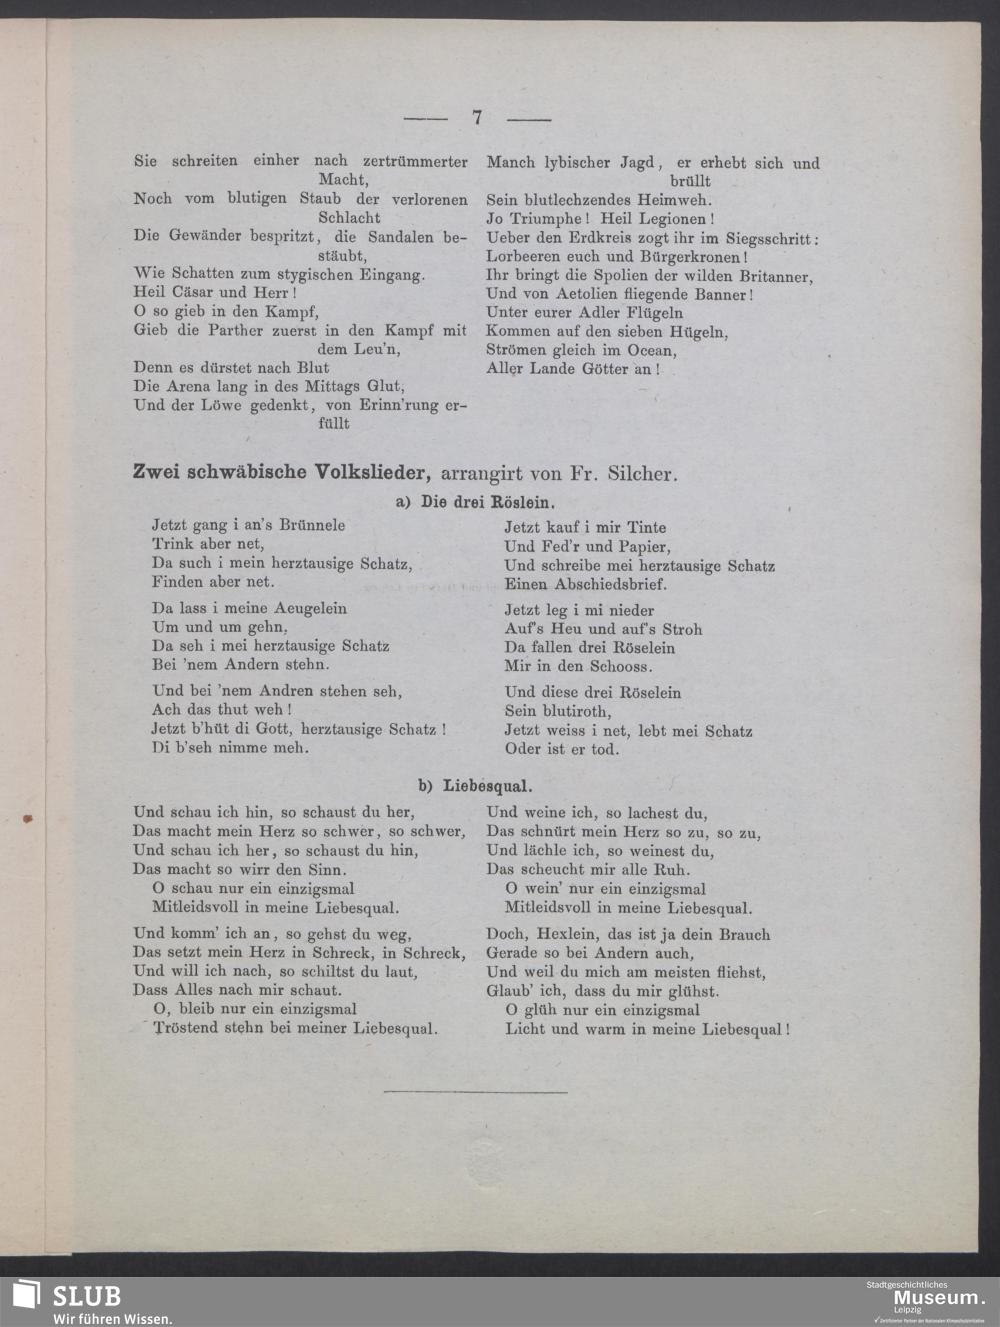 7
Sie schreiten einher nach zertrümmerter
Macht,
Noch vom blutigen Staub der verlorenen
Schlacht
Die Gewänder bespritzt, die Sandalen be-
stäubt,
Wie Schatten zum stygischen Eingang.
Heil Cäsar und Herr!
O so gieb in den Kampf,
Gieb die Parther zuerst in den Kampf mit
dem Leu'n,
Denn es dürstet nach Blut
Die Arena lang in des Mittags Glut,
Und der Löwe gedenkt, von Erinn'rung er-
füllt
Manch lybischer Jagd, er erhebt sich und
brüllt
Sein blutlechzendes Heimweh.
Jo Triumphe! Heil Legionen!
Ueber den Erdkreis zogt ihr im Siegsschritt:
Lorbeeren euch und Bürgerkronen!
Ihr bringt die Spolien der wilden Britanner,
Und von Aetolien fliegende Banner!
Unter eurer Adler Flügeln
Kommen auf den sieben Hügeln,
Strömen gleich im Ocean,
Aller Lande Götter an!
Zwei schwäbische Volkslieder, arrangirt von Fr. Silcher.
a) Die drei Röslein.
Jetzt gang i an's Brünnele
Trink aber net,
Da such i mein herztausige Schatz,
Finden aber net.
Da lass i meine Aeugelein
Um und um gehn,
Da seh i mei herztausige Schatz
Bei 'nem Andern stehn.
Und bei 'nem Andren stehen seh,
Ach das thut weh!
Jetzt b'hüt di Gott, herztausige Schatz!
Di b'seh nimme meh.
Jetzt kauf i mir Tinte
Und Fed'r und Papier,
Und schreibe mei herztausige Schatz
Einen Abschiedsbrief.
Jetzt leg i mi nieder
Auf's Heu und auf's Stroh
Da fallen drei Röselein
Mir in den Schooss.
Und diese drei Röselein
Sein blutiroth,
Jetzt weiss i net, lebt mei Schatz
Oder ist er tod.
b) Liebesqual.
Und schau ich hin, so schaust du her,
Das macht mein Herz so schwer, so schwer,
Und schau ich her, so schaust du hin,
Das macht so wirr den Sinn.
O schau nur ein einzigsmal
Mitleidsvoll in meine Liebesqual.
Und komm' ich an, so gehst du weg,
Das setzt mein Herz in Schreck, in Schreck,
Und will ich nach, so schiltst du laut,
Dass Alles nach mir schaut.
O, bleib nur ein einzigsmal
Tröstend stehn bei meiner Liebesqual.
Und weine ich, so lachest du,
Das schnürt mein Herz so zu, so zu,
Und lächle ich, so weinest du,
Das scheucht mir alle Ruh.
O wein' nur ein einzigsmal
Mitleidsvoll in meine Liebesqual.
Doch, Hexlein, das ist ja dein Brauch
Gerade so bei Andern auch,
Und weil du mich am meisten fliehst,
Glaub' ich, dass du mir glühst.
O glüh nur ein einzigsmal
Licht und warm in meine Liebesqual!
SLUB
Wir führen Wissen.
Stadtgeschichtliches
Museum.
Leipzig
Zertifizierter Partner der Nationalen Klimaschutzinitiative